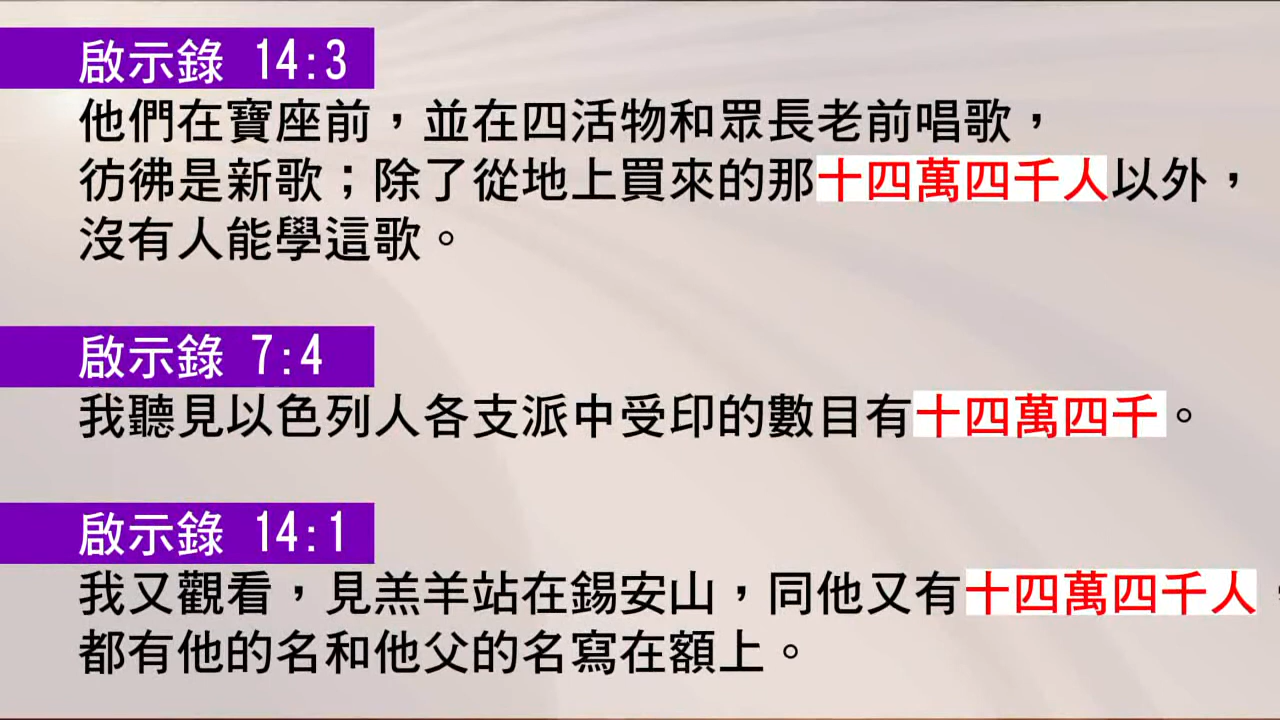 啟示錄 14:3
他們在寶座前，並在四活物和眾長老前唱歌，
彷彿是新歌；除了從地上買來的那十四萬四千人以外，
沒有人能學這歌。
啟示錄 7:4
我聽見以色列人各支派中受印的數目有十四萬四千。
啟示錄 14:1
我又觀看，見羔羊站在錫安山，同他又有十四萬四千人，
都有他的名和他父的名寫在額上。